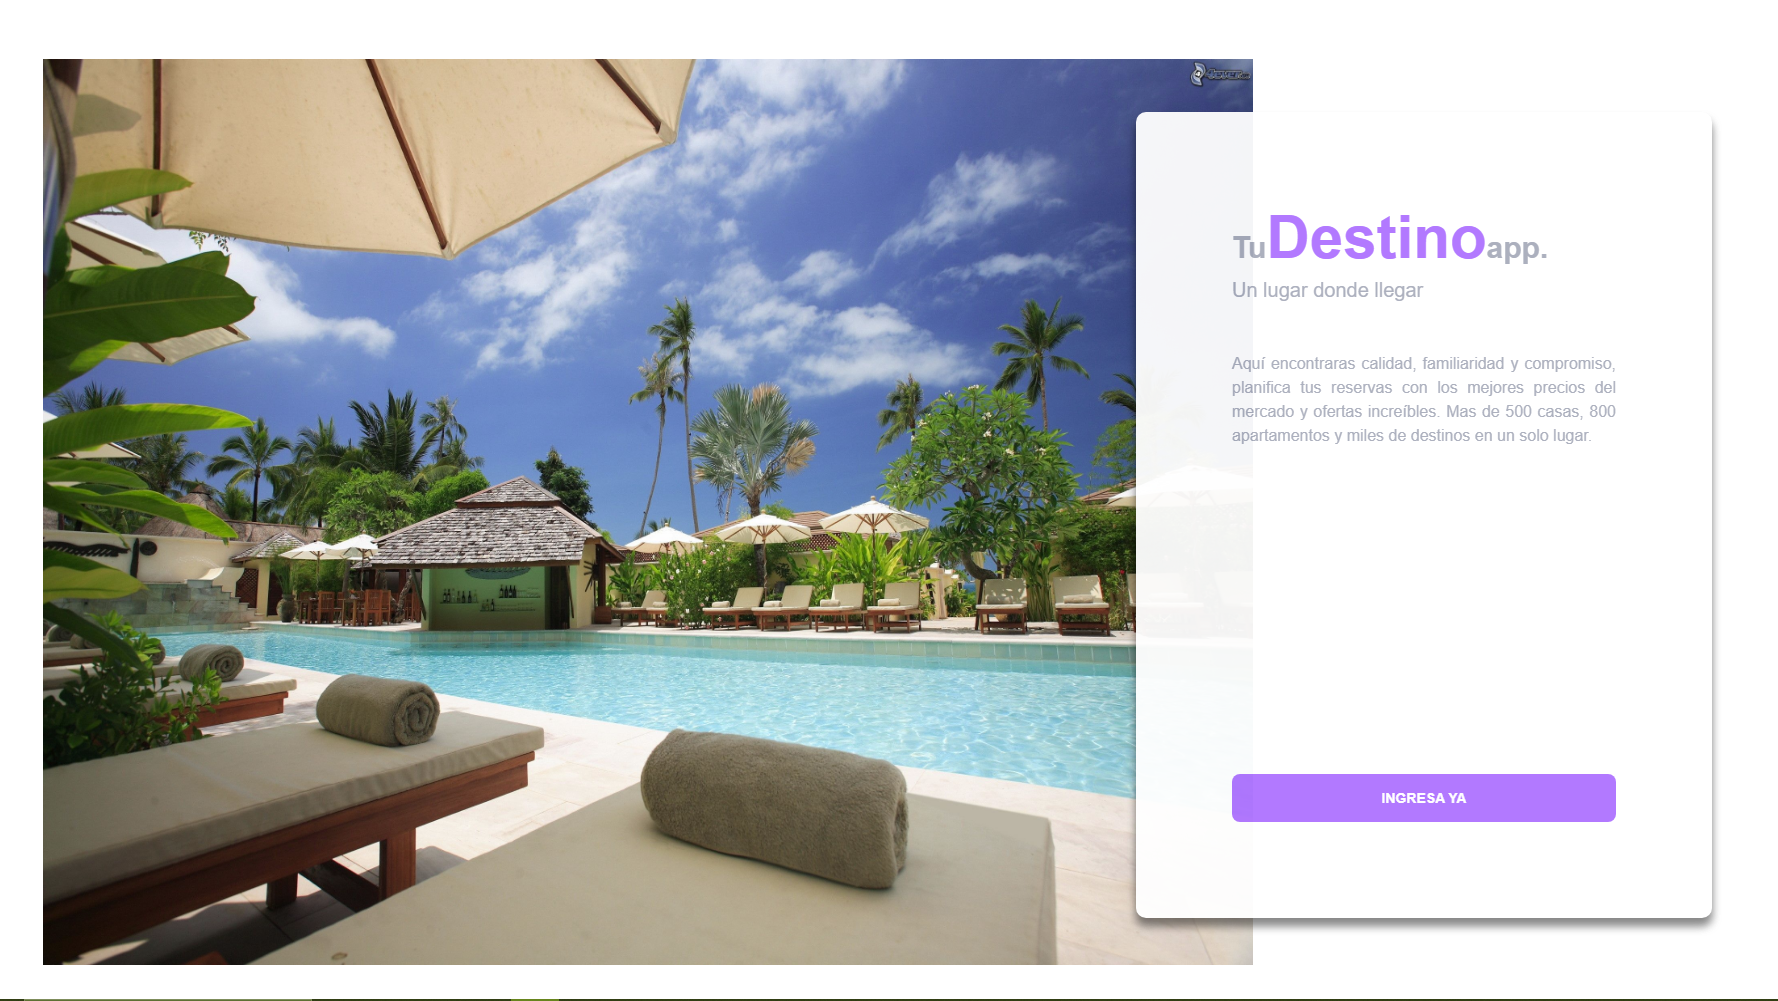 TuDestinoapp.
Un lugar donde llegar
Aquí encontraras calidad, familiaridad y compromiso,
planifica tus reservas con los mejores precios del
mercado y ofertas increíbles. Mas de 500 casas, 800
apartamentos y miles de destinos en un solo lugar.
INGRESA YA